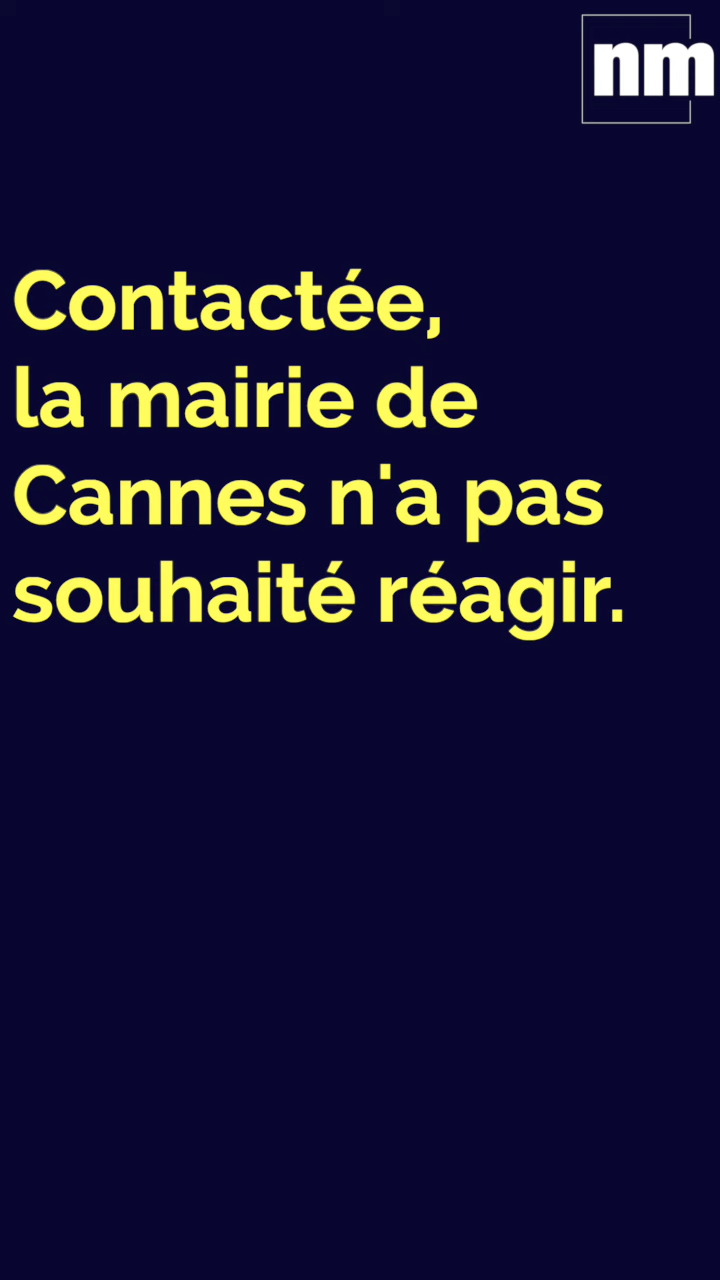 nm
Contactée,
la mairie de
Cannes n'a pas
souhaité réagir.